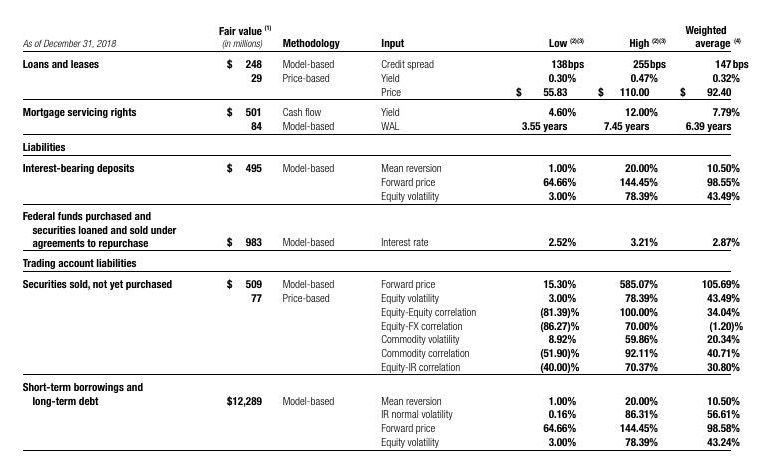 Weighted
Fair value (1)
As of December 31, 2018 (in millions) Methodology Input Low (2)(3) High (2)(3) average (4)
Loans and leases $ 248 Model-based Credit spread 138bps 255bps 147bps
29 Price-based Yield 0.30% 0.47% 0.32%
Price $ 55.83 $ 110.00 $ 92.40
Mortgage servicing rights $ 501 Cash flow Yield 4.60% 12.00% 7.79%
84 Model-based WAL 3.55 years 7.45 years 6.39 years
Liabilities
Interest-bearing deposits $ 495 Model-based Mean reversion 1.00% 20.00% 10.50%
Forward price 64.66% 144.45% 98.55%
Equity volatility 3.00% 78.39% 43.49%
Federal funds purchased and
securities loaned and sold under
agreements to repurchase $ 983 Model-based Interest rate 2.52% 3.21% 2.87%
Trading account liabilities
Securities sold, not yet purchased $ 509 Model-based Forward price 15.30% 585.07% 105.69%
77 Price-based Equity volatility 3.00% 78.39% 43.49%
Equity-Equity correlation (81.39)% 100.00% 34.04%
Equity-FX correlation (86.27)% 70.00% (1.20)%
Commodity volatility 8.92% 59.86% 20.34%
Commodity correlation (51.90)% 92.11% 40.71%
Equity-IR correlation (40.00)% 70.37% 30.80%
Short-term borrowings and
long-term debt $12,289 Model-based Mean reversion 1.00% 20.00% 10.50%
IR normal volatility 0.16% 86.31% 56.61%
Forward price 64.66% 144.45% 98.58%
Equity volatility 3.00% 78.39% 43.24%